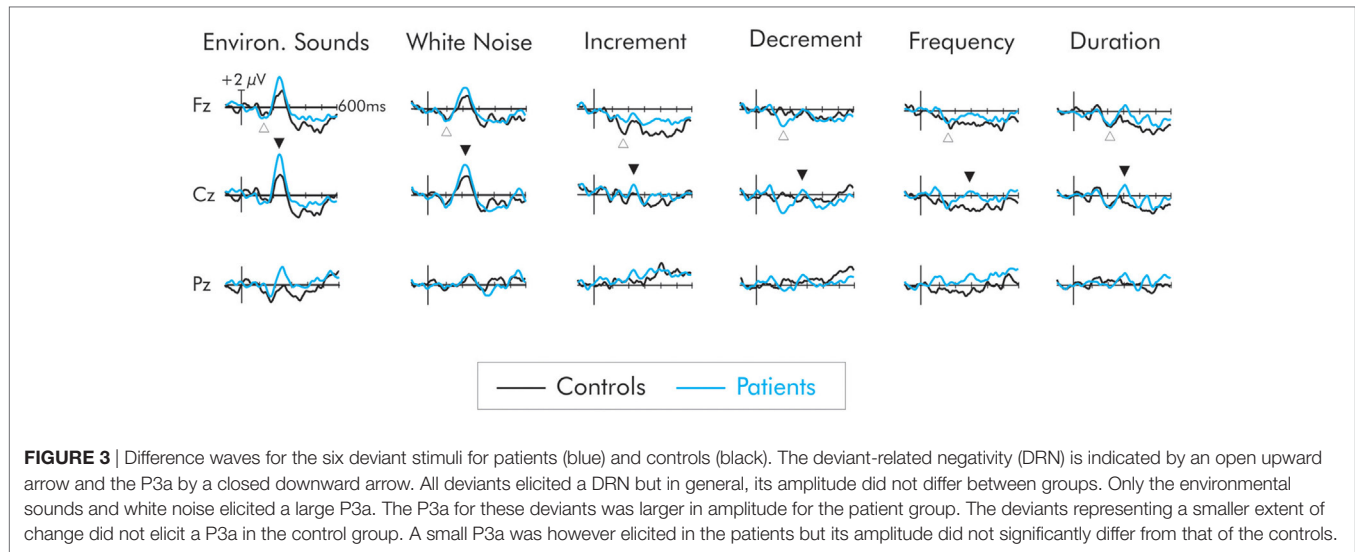 Environ. Sounds White Noise Increment Decrement Frequency Duration
+2 µV
Fz 600ms
Cz
Pz
Controls Patients
FIGURE 3 | Difference waves for the six deviant stimuli for patients (blue) and controls (black). The deviant-related negativity (DRN) is indicated by an open upward
arrow and the P3a by a closed downward arrow. All deviants elicited a DRN but in general, its amplitude did not differ between groups. Only the environmental
sounds and white noise elicited a large P3a. The P3a for these deviants was larger in amplitude for the patient group. The deviants representing a smaller extent of
change did not elicit a P3a in the control group. A small P3a was however elicited in the patients but its amplitude did not significantly differ from that of the controls.